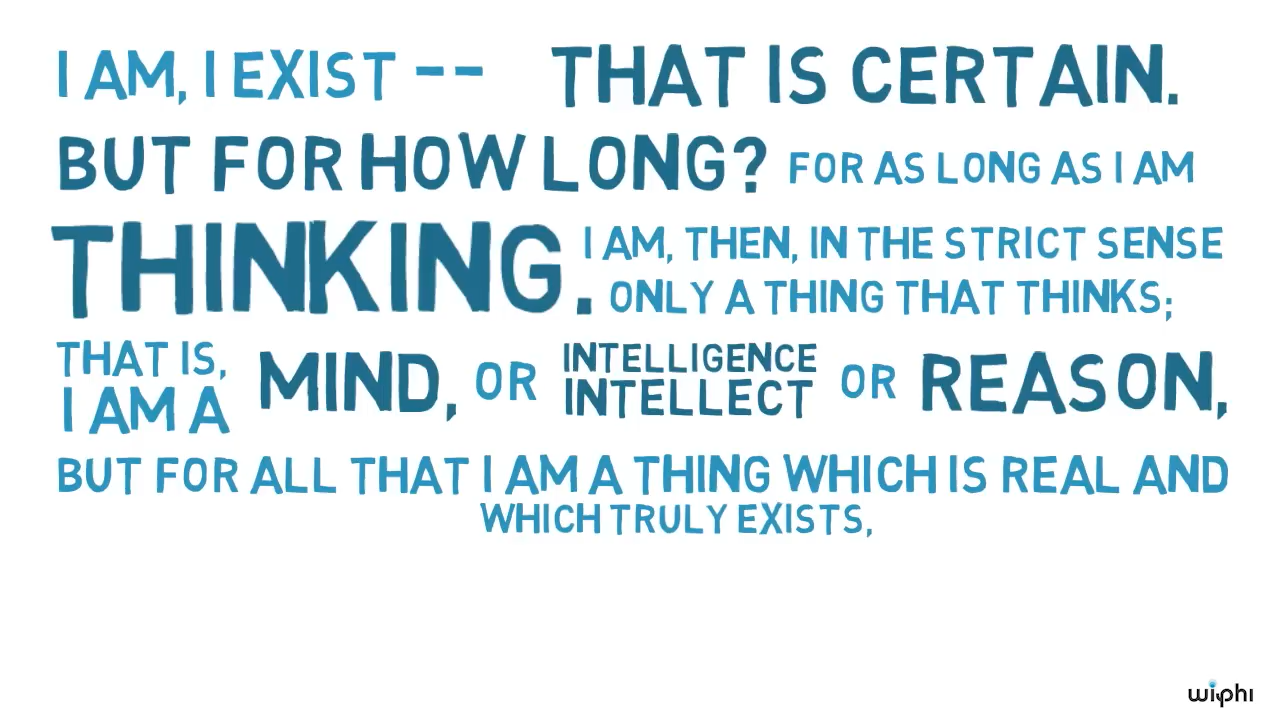 I AM, I EXIST -- THAT IS CERTAIN.
BUT FOR HOW LONG? FOR AS LONG AS I AM
THINKING. I AM, THEN, IN THE STRICT SENSE
ONLY A THING THAT THINKS;
THAT IS,
I AM A MIND, OR INTELLIGENCE
INTELLECT OR REASON,
BUT FOR ALL THAT I AM A THING WHICH IS REAL AND
WHICH TRULY EXISTS,
wiphi